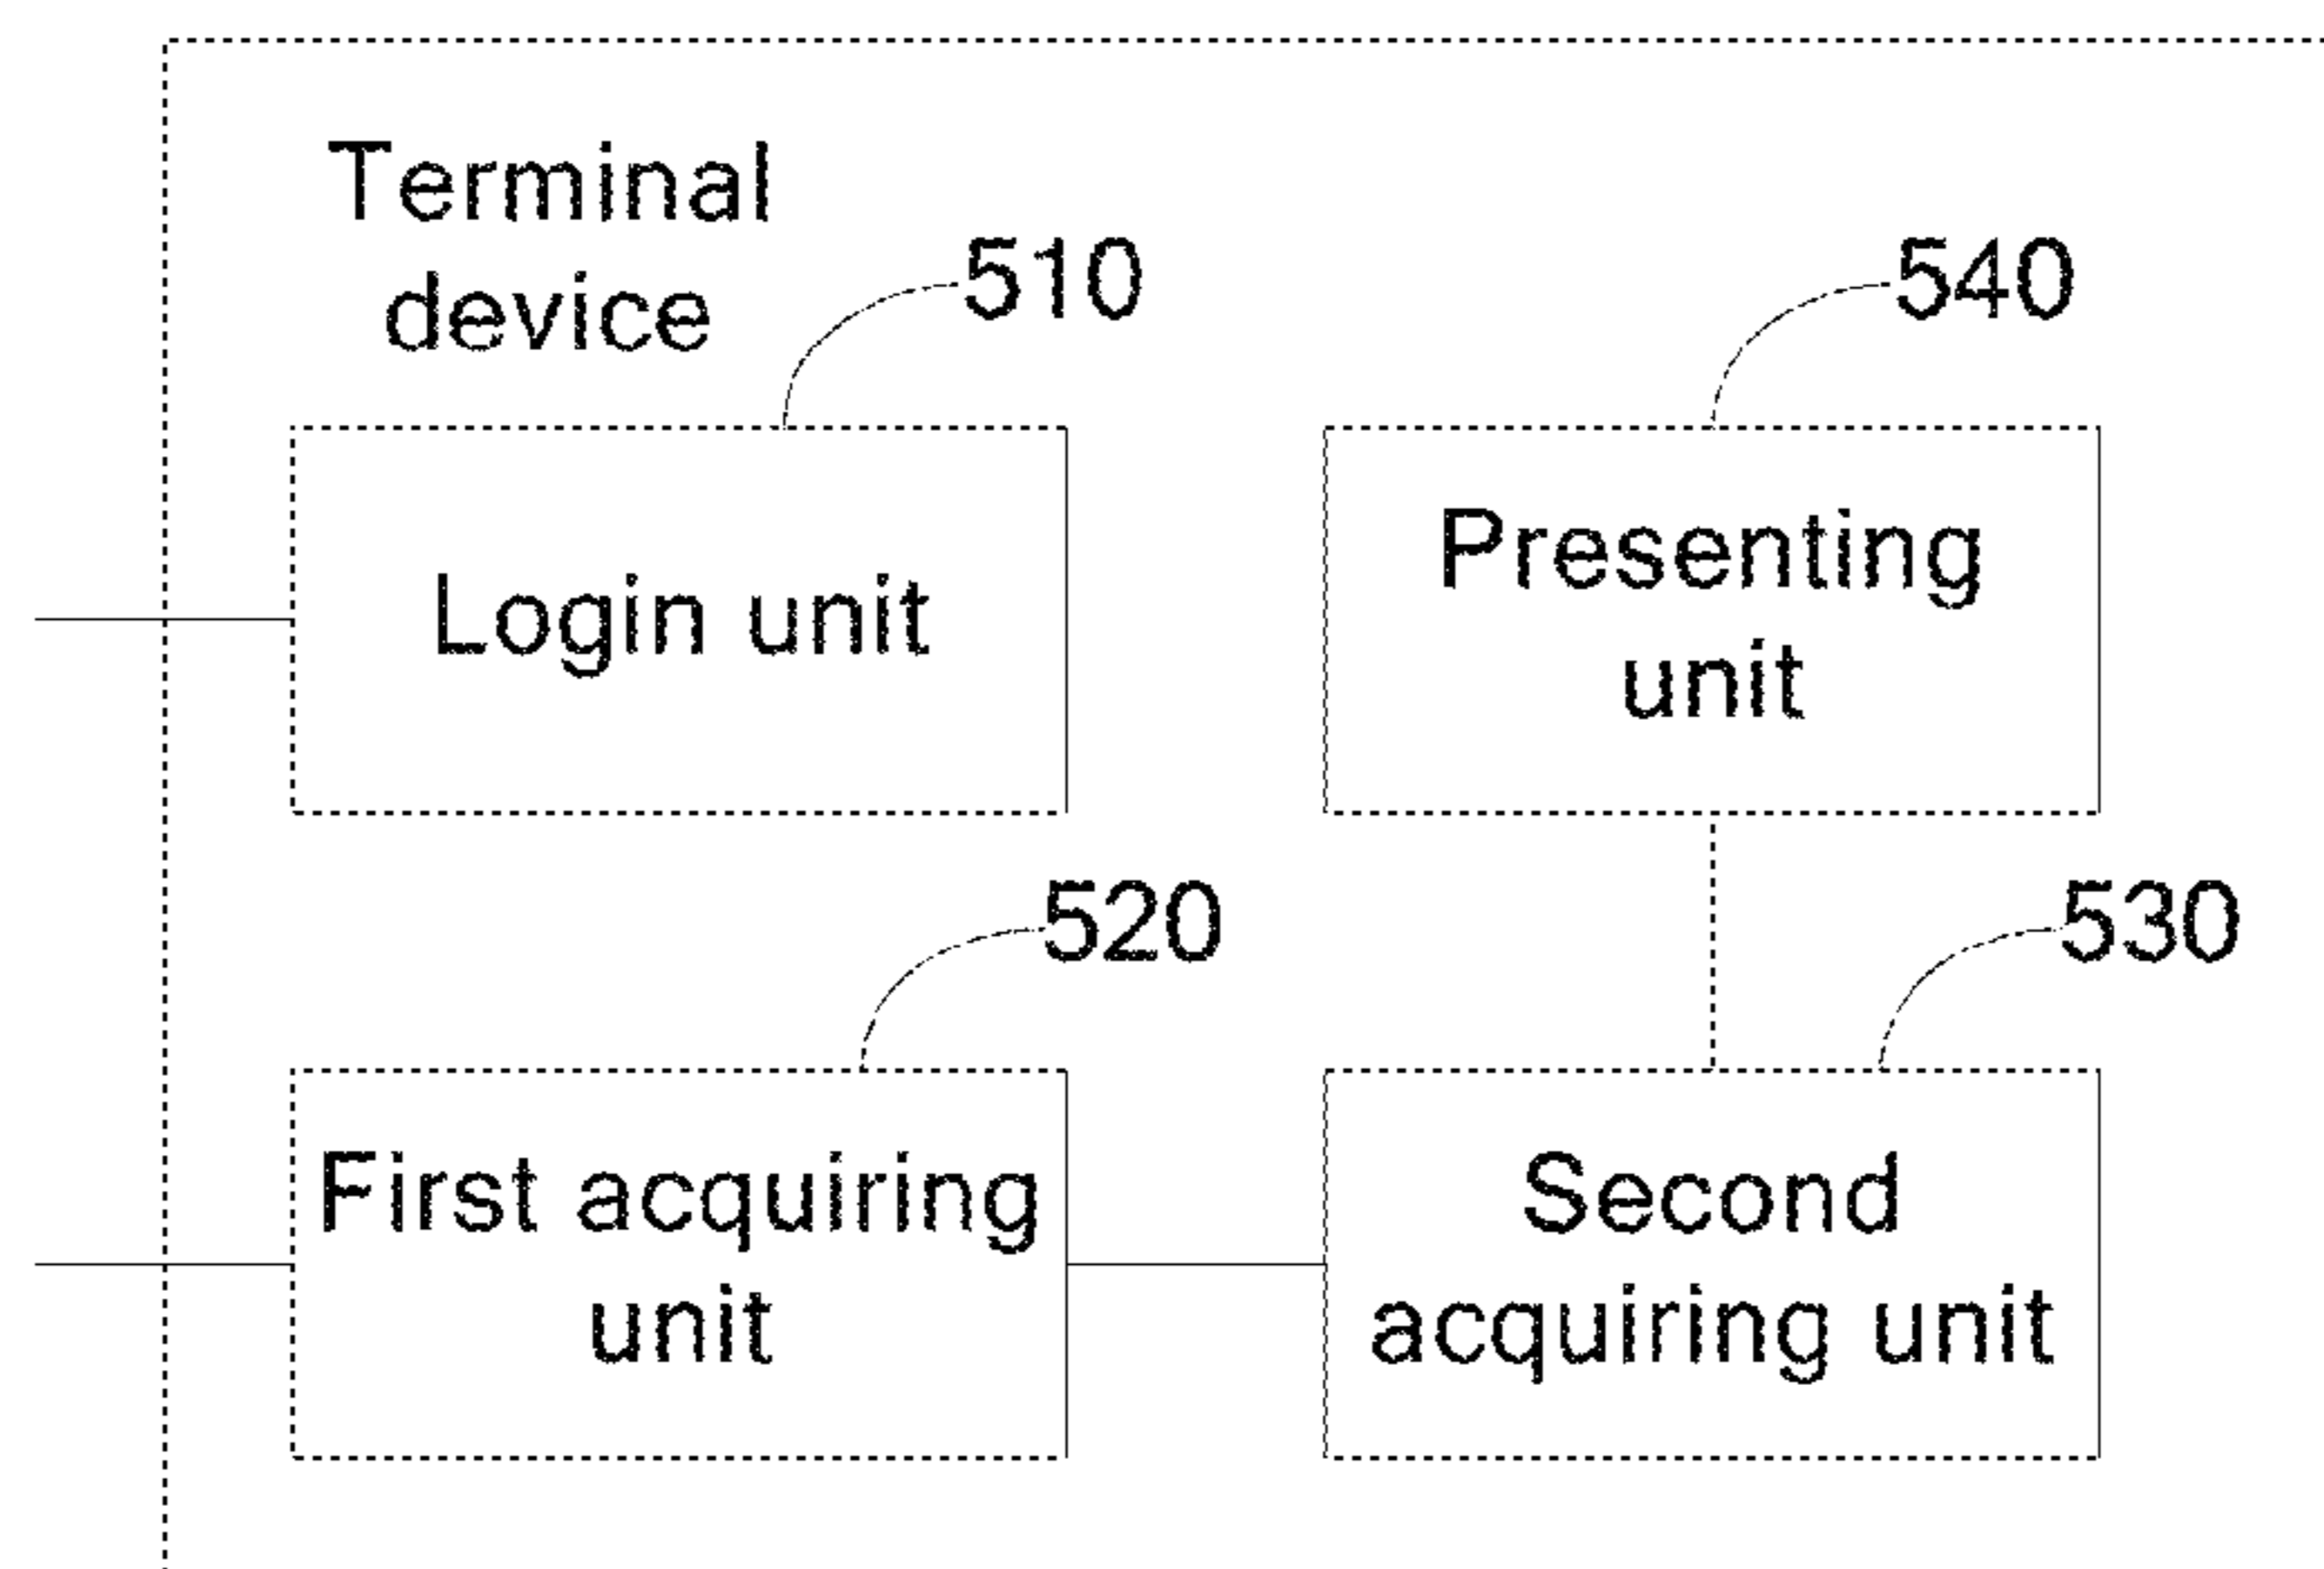 Terminal
device
510
540
Login unit
Presenting
unit
520
530
First acquiring
unit
Second
acquiring unit